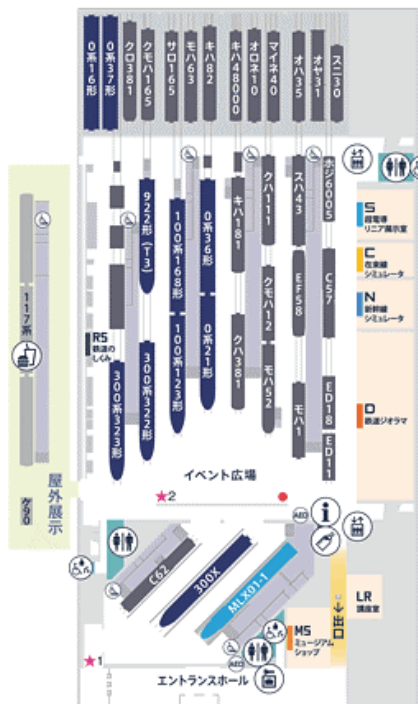 0系16形
0系37形
クロ381
クモハ165
サロ165
モハ63
キハ82
キハ48000
オロネ10
マイネ40
オハ35
オヤ31
スニ30
922形(T3)
100系168形
0系36形
キハ181
クハ111
スハ43
ホジ6005
117系
300系323形
300系322形
100系123形
0系21形
クハ381
クモハ12
モハ52
EF58
モハ1
C57
ED18
ED11
S
超電導
リニア展示室
C
在来線
シミュレータ
N
新幹線
シミュレータ
D
鉄道ジオラマ
RS
鉄道の
しくみ
屋外展示
ケ90
イベント広場
★2
AED
i
C62
300X
MLX01-1
出口
LR
講座室
MS
ミュージアム
ショップ
★1
AED
エントランスホール